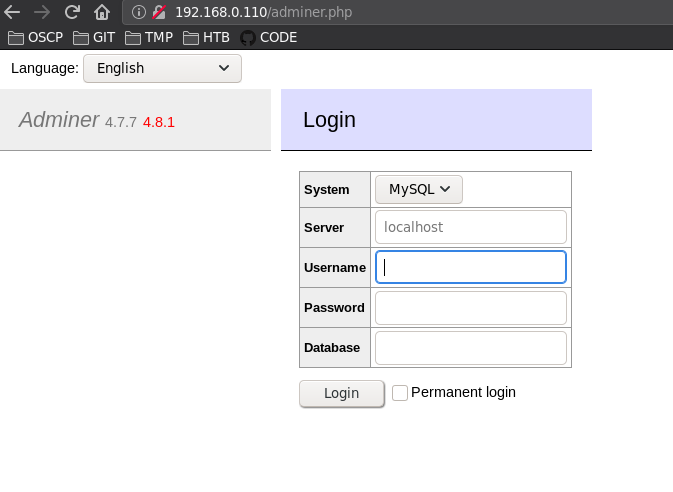 192.168.0.110/adminer.php
OSCP GIT TMP HTB CODE
Language: English
Adminer 4.7.7 4.8.1
Login
System MySQL
Server localhost
Username
Password
Database
Login Permanent login